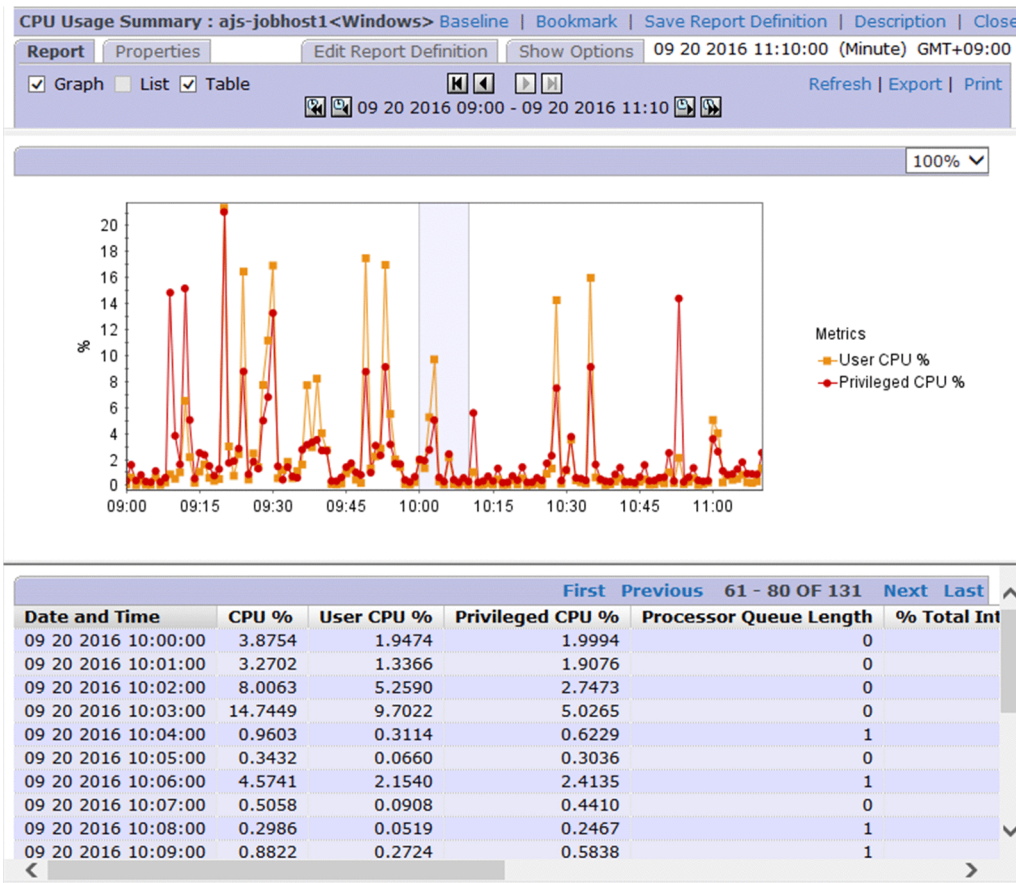 CPU Usage Summary : ajs-jobhost1<Windows> Baseline | Bookmark | Save Report Definition | Description | Close
Report Properties Edit Report Definition Show Options 09 20 2016 11:10:00 (Minute) GMT+09:00
Graph List Table Refresh | Export | Print
09 20 2016 09:00 - 09 20 2016 11:10
100%
20
18
16
14
12
10
8
6
4
2
0
%
09:00 09:15 09:30 09:45 10:00 10:15 10:30 10:45 11:00
Metrics
User CPU %
Privileged CPU %
First Previous 61 - 80 OF 131 Next Last
Date and Time CPU % User CPU % Privileged CPU % Processor Queue Length % Total Int
09 20 2016 10:00:00 3.8754 1.9474 1.9994 0
09 20 2016 10:01:00 3.2702 1.3366 1.9076 0
09 20 2016 10:02:00 8.0063 5.2590 2.7473 0
09 20 2016 10:03:00 14.7449 9.7022 5.0265 0
09 20 2016 10:04:00 0.9603 0.3114 0.6229 1
09 20 2016 10:05:00 0.3432 0.0660 0.3036 0
09 20 2016 10:06:00 4.5741 2.1540 2.4135 1
09 20 2016 10:07:00 0.5058 0.0908 0.4410 0
09 20 2016 10:08:00 0.2986 0.0519 0.2467 1
09 20 2016 10:09:00 0.8822 0.2724 0.5838 1